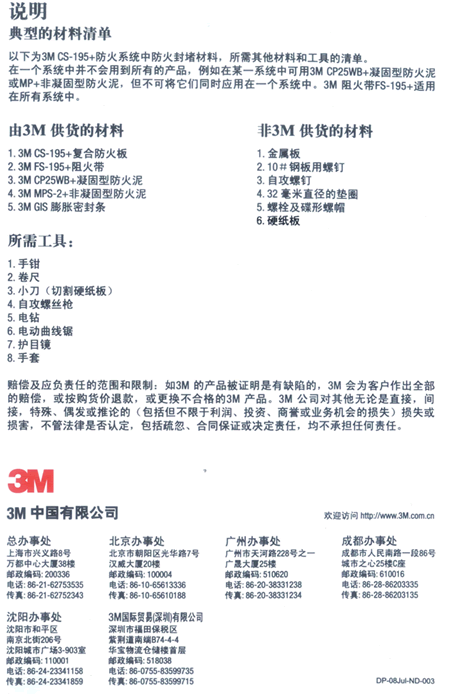 说明
典型的材料清单
以下为3M CS-195+防火系统中防火封堵材料，所需其他材料和工具的清单。
在一个系统中并不会用到所有的产品，例如在某一系统中可用3M CP25WB+凝固型防火泥
或MP+非凝固型防火泥，但不可将它们同时应用在一个系统中。3M 阻火带FS-195+适用
在所有系统中。
由3M 供货的材料
1. 3M CS-195+复合防火板
2. 3M FS-195+阻火带
3. 3M CP25WB+凝固型防火泥
4. 3M MPS-2+非凝固型防火泥
5. 3M GIS 膨胀密封条
非3M 供货的材料
1. 金属板
2. 10＃钢板用螺钉
3. 自攻螺钉
4. 32 毫米直径的垫圈
5. 螺栓及碟形螺帽
6. 硬纸板
所需工具：
1. 手钳
2. 卷尺
3. 小刀（切割硬纸板）
4. 自攻螺丝枪
5. 电钻
6. 电动曲线锯
7. 护目镜
8. 手套
赔偿及应负责任的范围和限制：如3M 的产品被证明是有缺陷的，3M 会为客户作出全部
的赔偿，或按购货价退款，或更换不合格的3M 产品。3M 公司对其他无论是直接，间
接，特殊、偶发或推论的（包括但不限于利润、投资、商誉或业务机会的损失）损失或
损害，不管法律是否认定，包括疏忽、合同保证或决定责任，均不承担任何责任。
3M
3M 中国有限公司
欢迎访问 http://www.3M.com.cn
总办事处
上海市兴义路8号
万都中心大厦38楼
邮政编码: 200336
电话: 86-21-62753535
传真: 86-21-62752343
北京办事处
北京市朝阳区光华路7号
汉威大厦20楼
邮政编码: 100004
电话: 86-10-65613336
传真: 86-10-65610188
广州办事处
广州市天河路228号之一
广晟大厦25楼
邮政编码: 510620
电话: 86-20-38331238
传真: 86-20-38331234
成都办事处
成都市人民南路一段86号
城市之心25楼C座
邮政编码: 610016
电话: 86-28-86203335
传真: 86-28-86203135
沈阳办事处
沈阳市和平区
南京北街206号
沈阳城市广场3-903室
邮政编码: 110001
电话: 86-24-23341158
传真: 86-24-23341859
3M国际贸易(深圳)有限公司
深圳市福田保税区
紫荆道南端B74-4-4
华宝物流仓储楼首层
邮政编码: 518038
电话: 86-0755-83599735
传真: 86-0755-83599715
DP-08Jul-ND-003